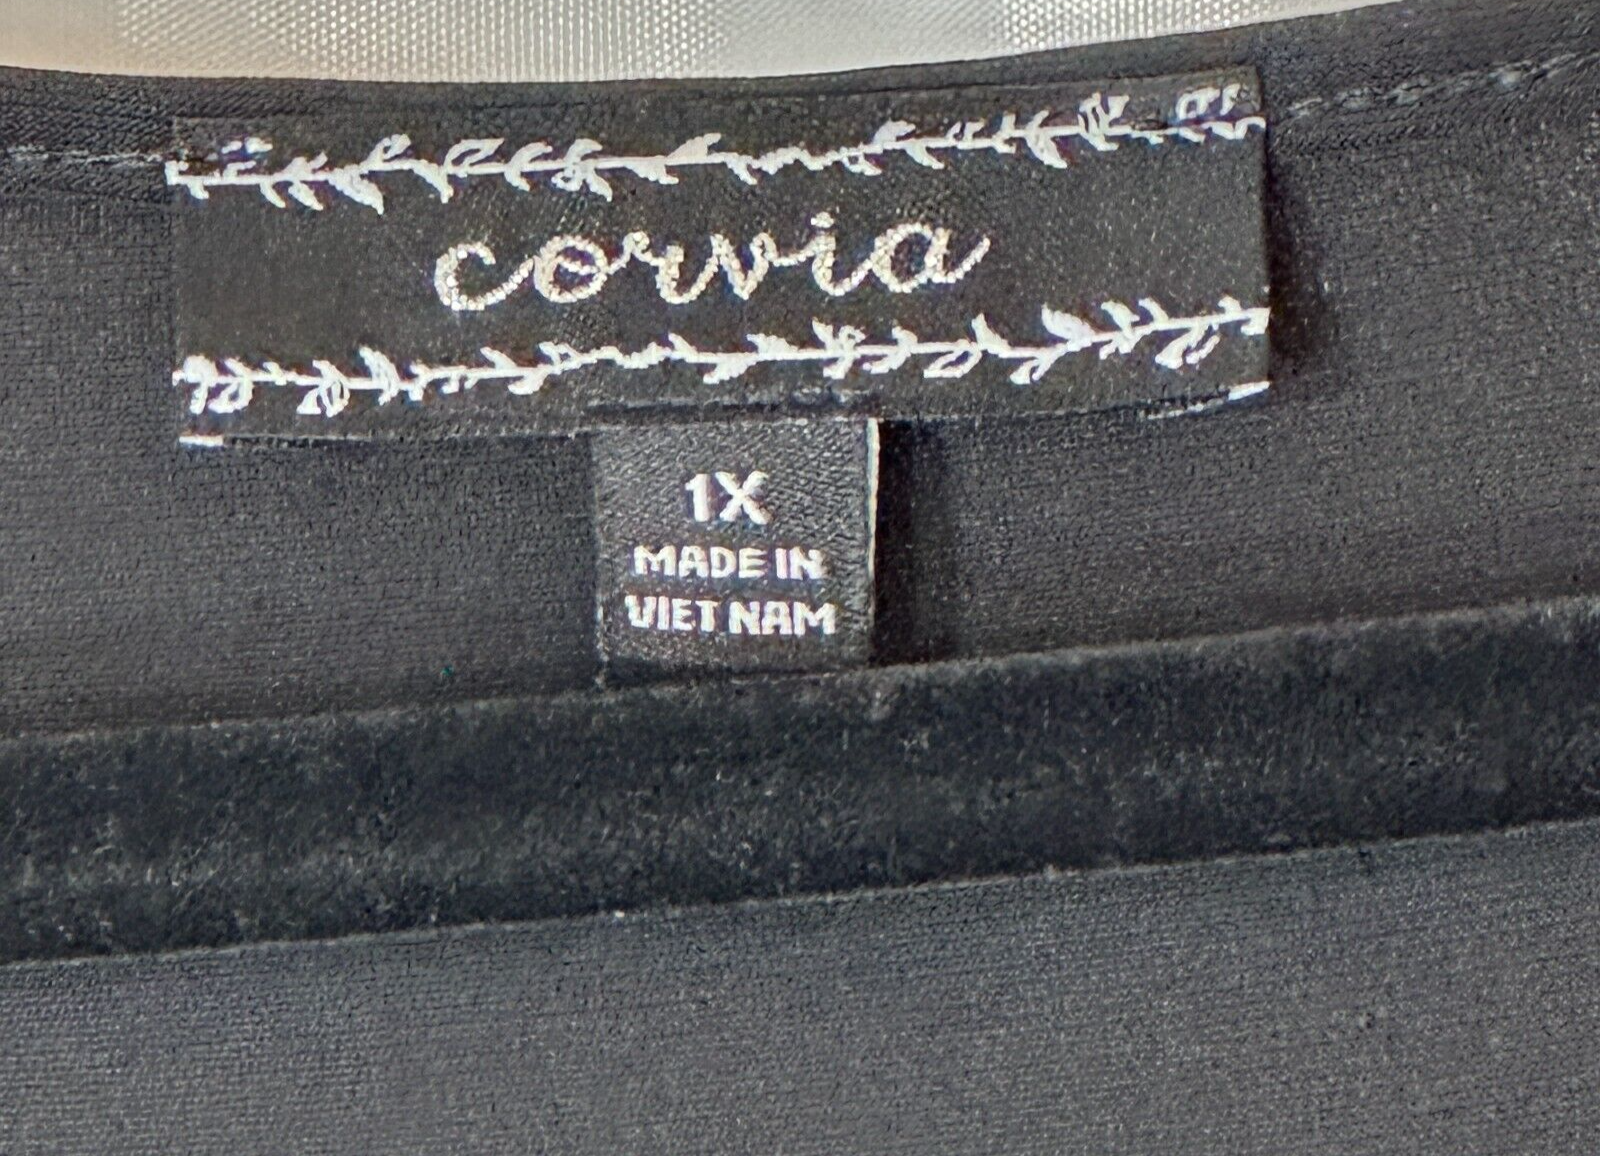 corvia
1X
MADE IN
VIET NAM